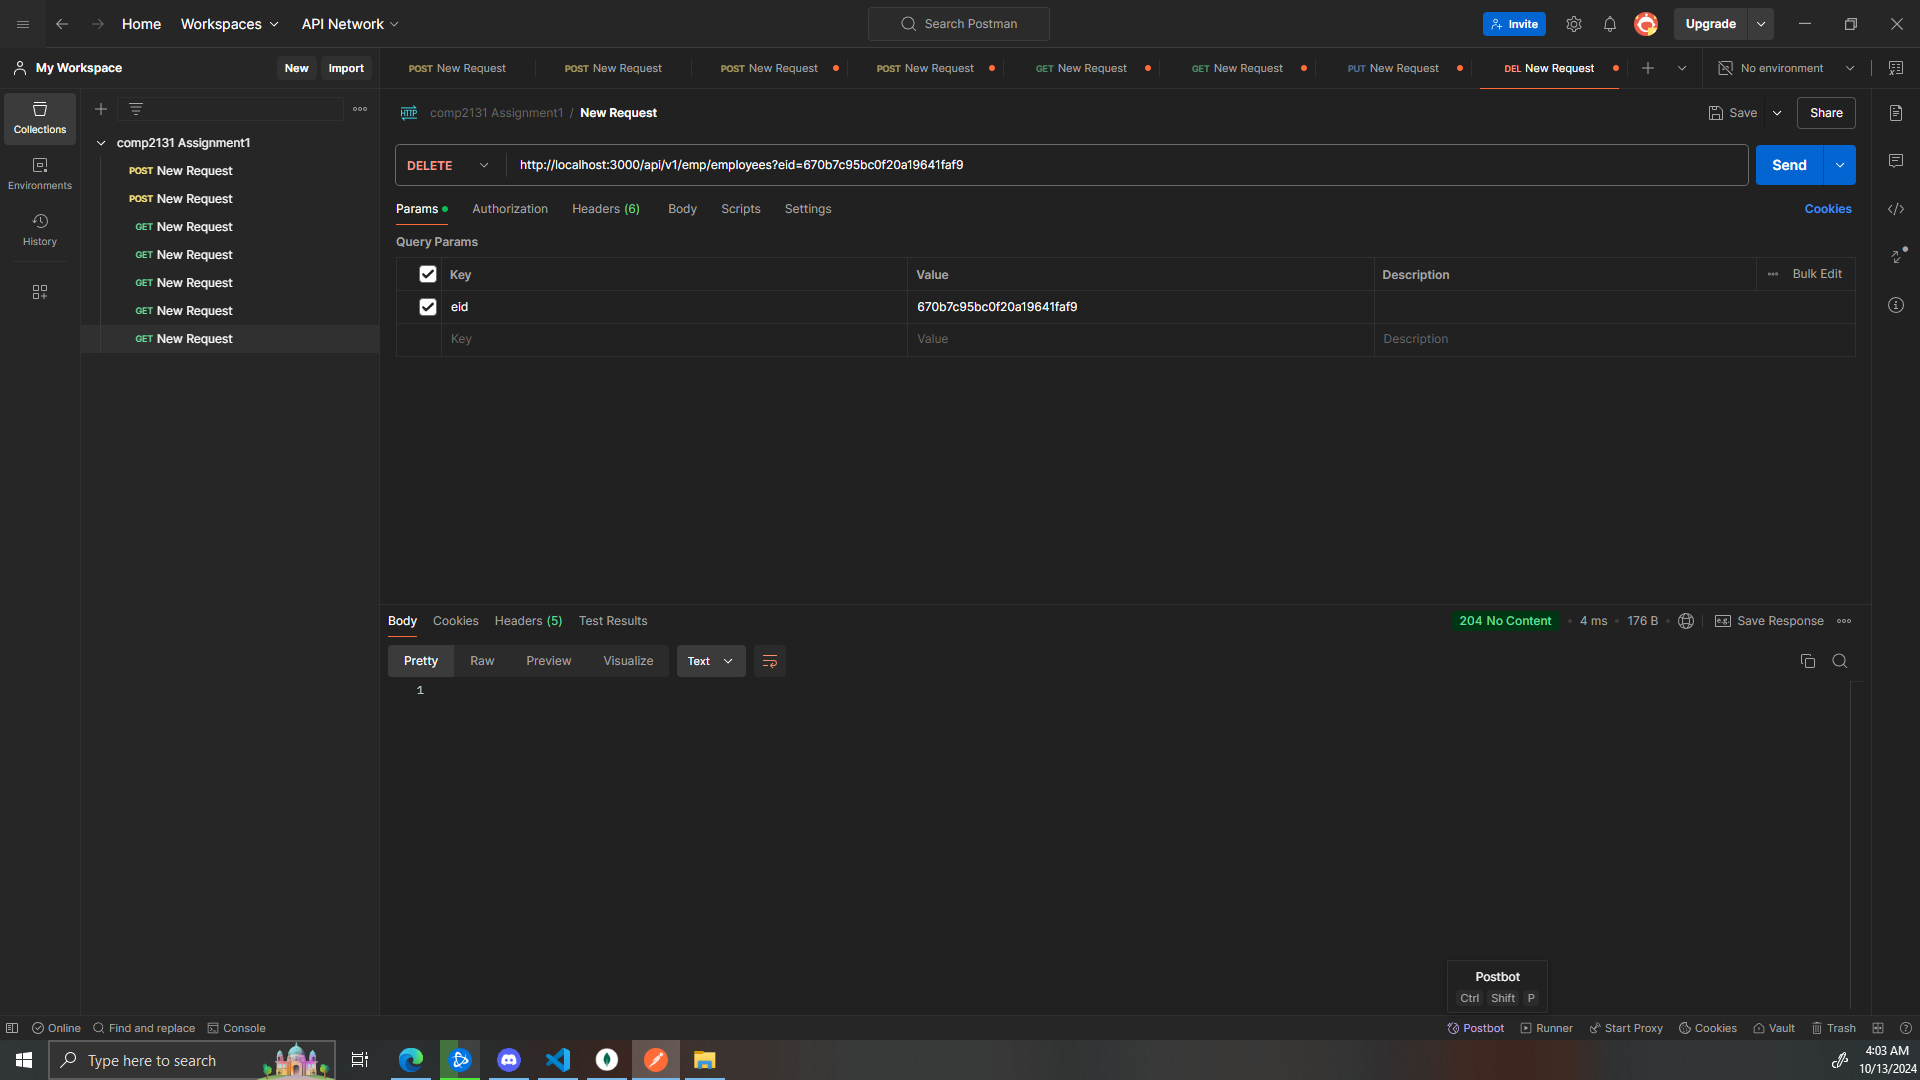 Home
Workspaces
API Network
Search Postman
Invite
Upgrade
My Workspace
New
Import
POST New Request
POST New Request
POST New Request
POST New Request
GET New Request
GET New Request
PUT New Request
DEL New Request
No environment
Collections
Environments
History
comp2131 Assignment1
POST New Request
POST New Request
GET New Request
GET New Request
GET New Request
GET New Request
GET New Request
HTTP
comp2131 Assignment1 / New Request
Save
Share
DELETE
http://localhost:3000/api/v1/emp/employees?eid=670b7c95bc0f20a19641faf9
Send
Params
Authorization
Headers (6)
Body
Scripts
Settings
Cookies
Query Params
Key
Value
Description
Bulk Edit
eid
670b7c95bc0f20a19641faf9
Key
Value
Description
Body
Cookies
Headers (5)
Test Results
204 No Content
4 ms
176 B
e.g.
Save Response
Pretty
Raw
Preview
Visualize
Text
1
Postbot
Ctrl Shift P
Online
Find and replace
Console
Postbot
Runner
Start Proxy
Cookies
Vault
Trash
Type here to search
4:03 AM
10/13/2024